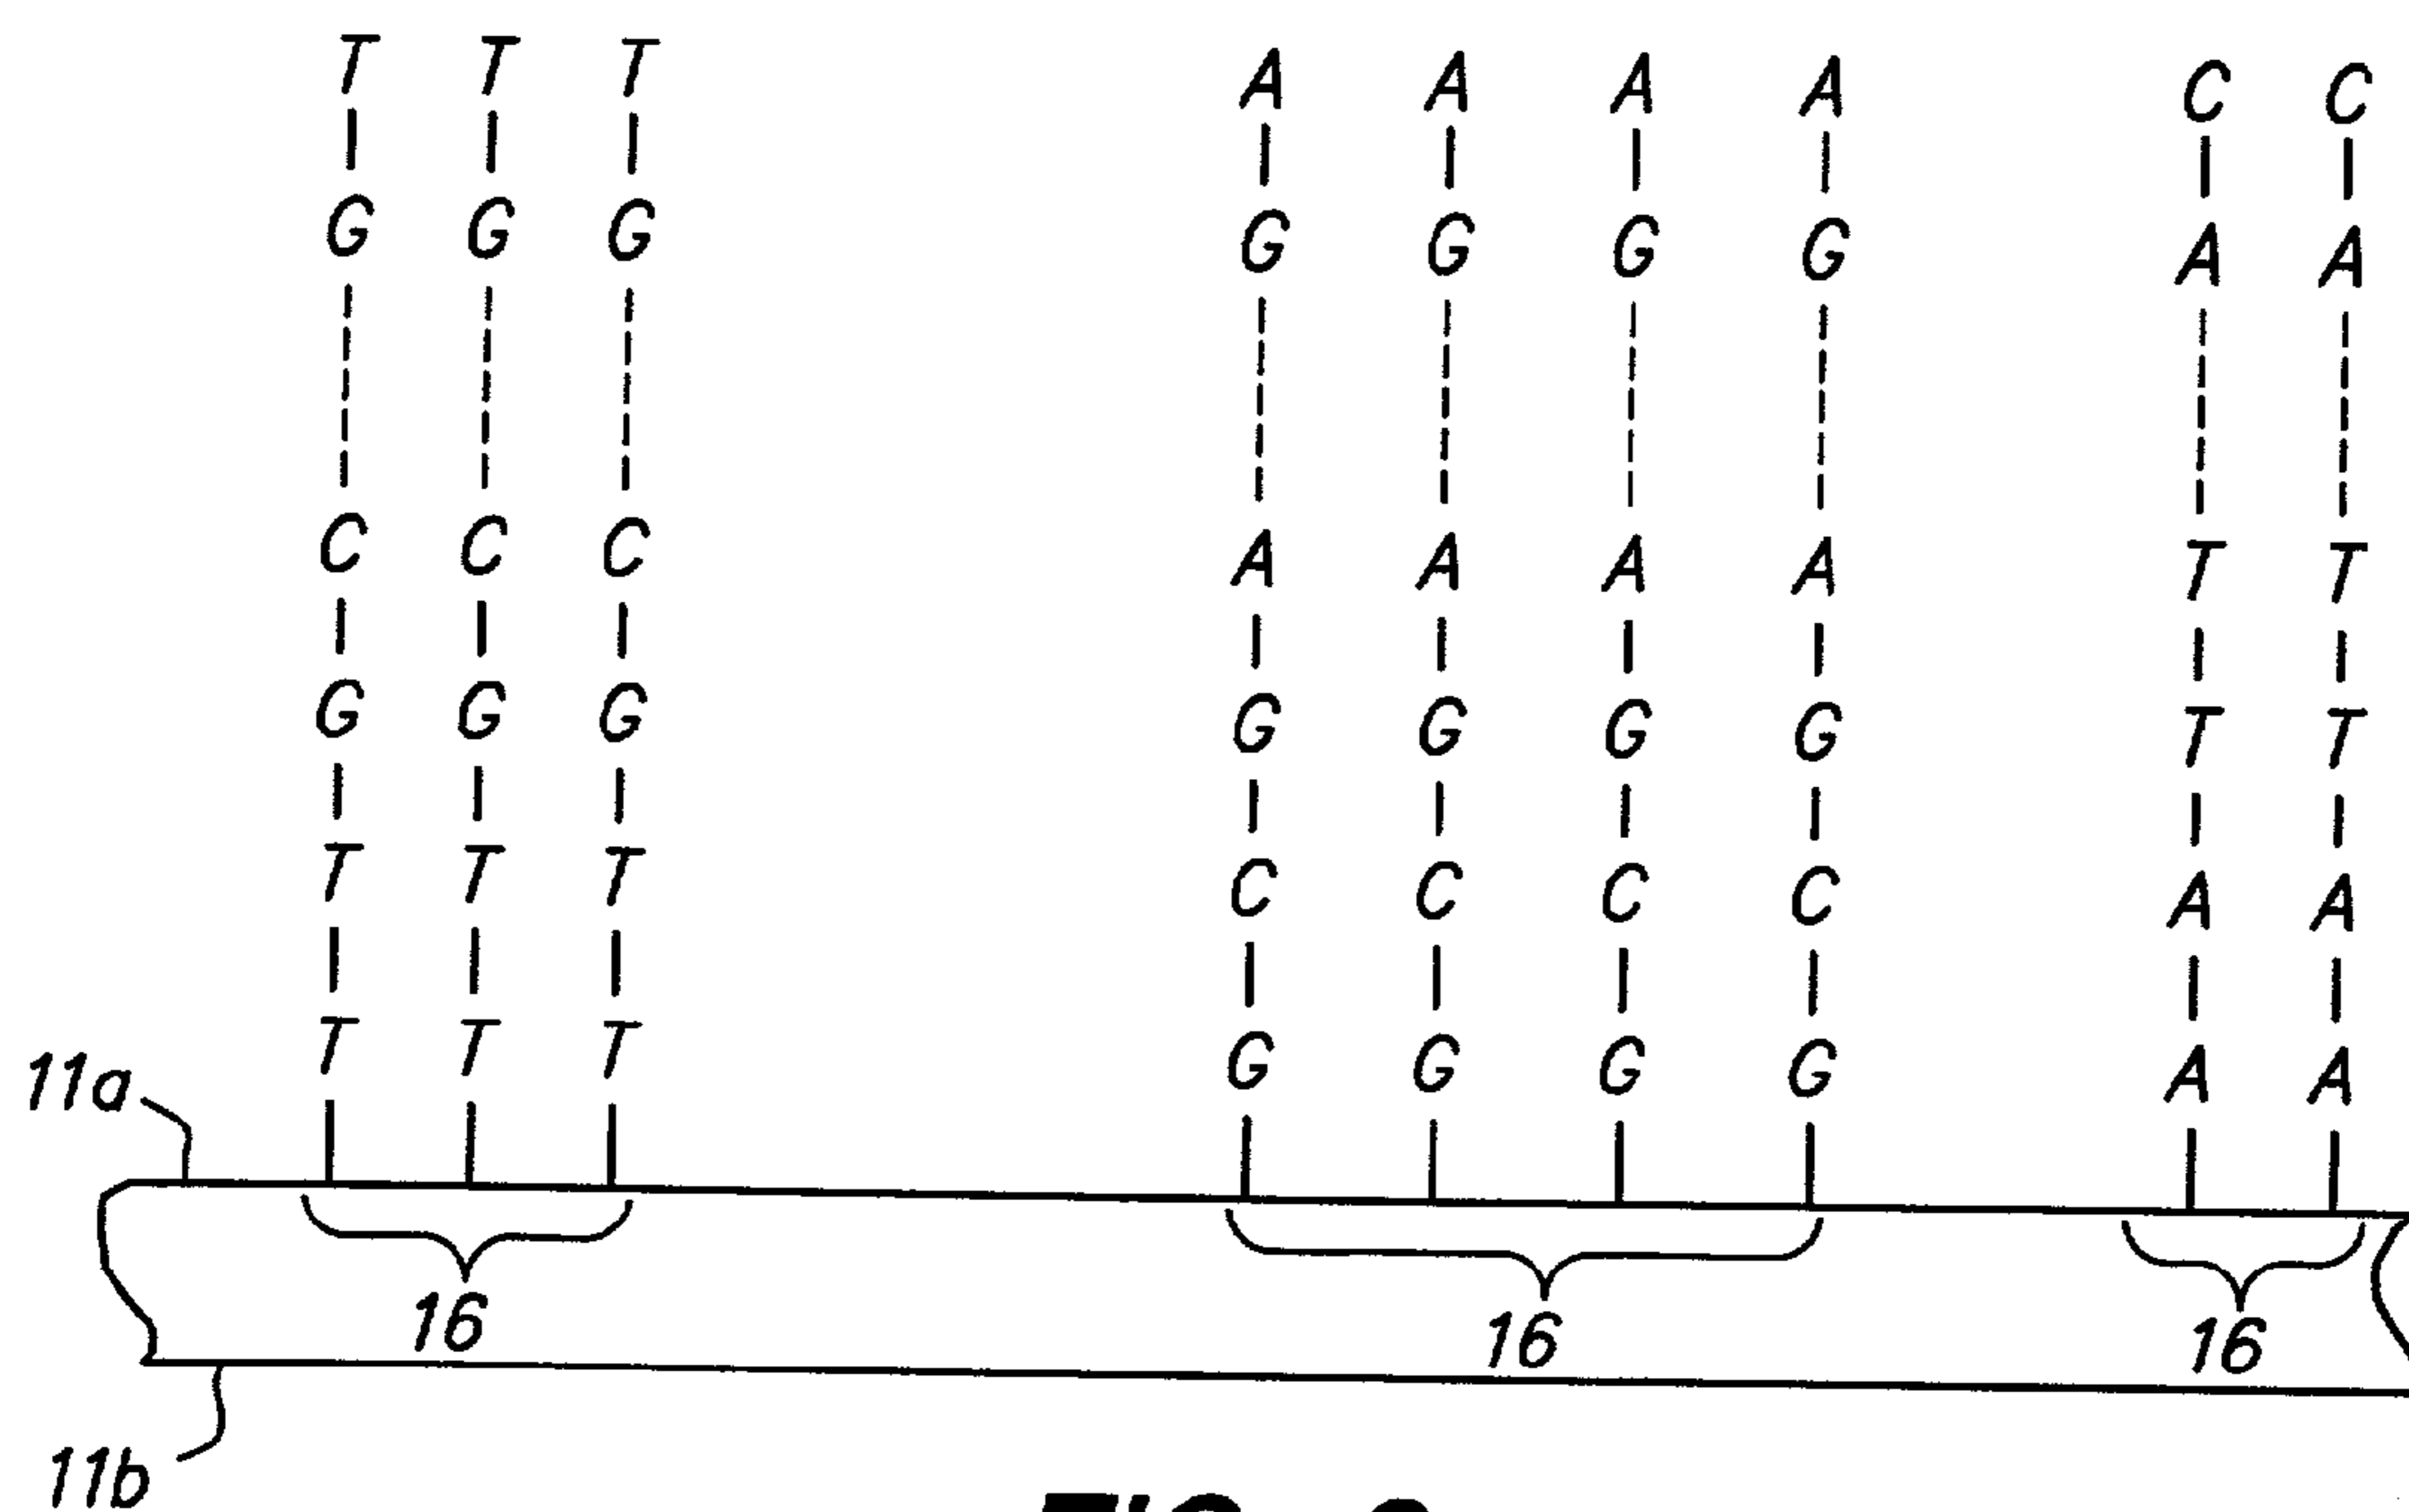 T T T A A A A C C
G G G G G G G A A
C C C A A A A T T
G G G G G G G T T
T T T C C C C A A
T T T G G G G A A
11a
16 16 16
11b